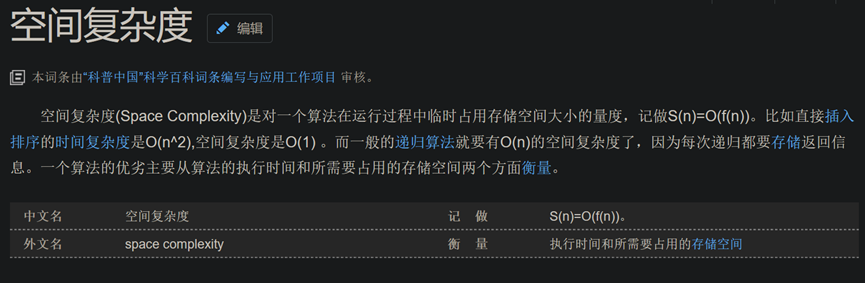 空间复杂度 编辑
本词条由“科普中国”科学百科词条编写与应用工作项目 审核。
空间复杂度(Space Complexity)是对一个算法在运行过程中临时占用存储空间大小的量度，记做S(n)=O(f(n))。比如直接插入
排序的时间复杂度是O(n^2),空间复杂度是O(1) 。而一般的递归算法就要有O(n)的空间复杂度了，因为每次递归都要存储返回信
息。一个算法的优劣主要从算法的执行时间和所需要占用的存储空间两个方面衡量。
中文名 空间复杂度 记 做 S(n)=O(f(n))。
外文名 space complexity 衡 量 执行时间和所需要占用的存储空间